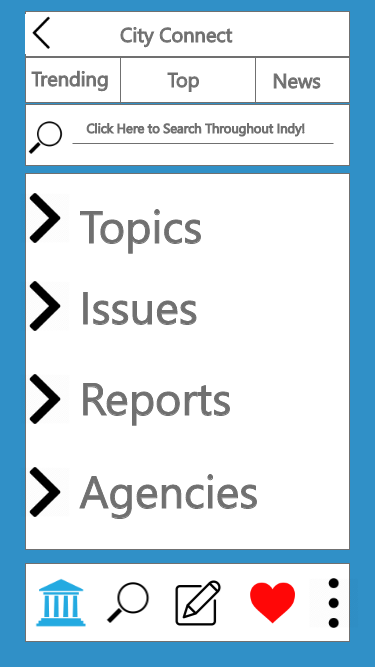 City Connect
Trending Top News
Click Here to Search Throughout Indy!
Topics
Issues
Reports
Agencies